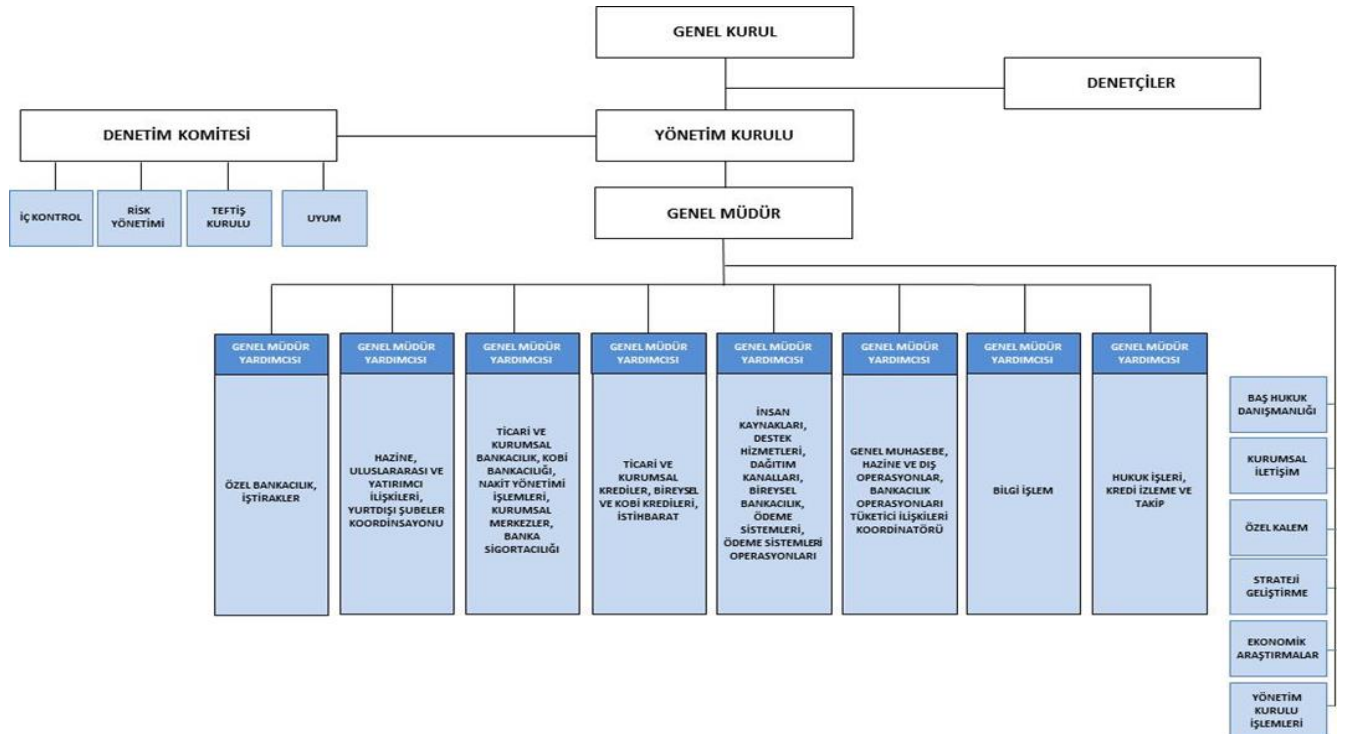 GENEL KURUL
DENETÇİLER
DENETİM KOMİTESİ
YÖNETİM KURULU
İÇ KONTROL
RİSK
YÖNETİMİ
TEFTİŞ
KURULU
UYUM
GENEL MÜDÜR
GENEL MÜDÜR
YARDIMCISI
ÖZEL BANKACILIK,
İŞTİRAKLER
GENEL MÜDÜR
YARDIMCISI
HAZİNE,
ULUSLARARASI VE
YATIRIMCI
İLİŞKİLERİ,
YURTDIŞI ŞUBELER
KOORDİNSAYONU
GENEL MÜDÜR
YARDIMCISI
TİCARİ VE
KURUMSAL
BANKACILIK, KOBİ
BANKACILIĞI,
NAKİT YÖNETİMİ
İŞLEMLERİ,
KURUMSAL
MERKEZLER,
BANKA
SİGORTACILIĞI
GENEL MÜDÜR
YARDIMCISI
TİCARİ VE
KURUMSAL
KREDİLER, BİREYSEL
VE KOBİ KREDİLERİ,
İSTİHBARAT
GENEL MÜDÜR
YARDIMCISI
İNSAN
KAYNAKLARI,
DESTEK
HİZMETLERİ,
DAĞITIM
KANALLARI,
BİREYSEL
BANKACILIK,
ÖDEME
SİSTEMLERİ,
ÖDEME SİSTEMLERİ
OPERASYONLARI
GENEL MÜDÜR
YARDIMCISI
GENEL MUHASEBE,
HAZİNE VE DIŞ
OPERASYONLAR,
BANKACILIK
OPERASYONLARI
TÜKETİCİ İLİŞKİLERİ
KOORDİNATÖRÜ
GENEL MÜDÜR
YARDIMCISI
BİLGİ İŞLEM
GENEL MÜDÜR
YARDIMCISI
HUKUK İŞLERİ,
KREDİ İZLEME VE
TAKİP
BAŞ HUKUK
DANIŞMANLIĞI
KURUMSAL
İLETİŞİM
ÖZEL KALEM
STRATEJİ
GELİŞTİRME
EKONOMİK
ARAŞTIRMALAR
YÖNETİM
KURULU
İŞLEMLERİ